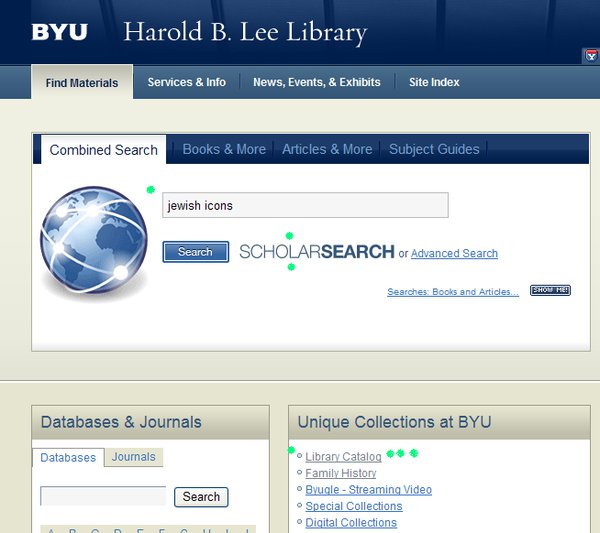 BYU Harold B. Lee Library
Find Materials Services & Info News, Events, & Exhibits Site Index
Combined Search Books & More Articles & More Subject Guides
jewish icons
Search SCHOLARSEARCH or Advanced Search
Searches: Books and Articles... SHOW ME!
Databases & Journals
Databases Journals
Search
Unique Collections at BYU
Library Catalog
Family History
Byugle - Streaming Video
Special Collections
Digital Collections